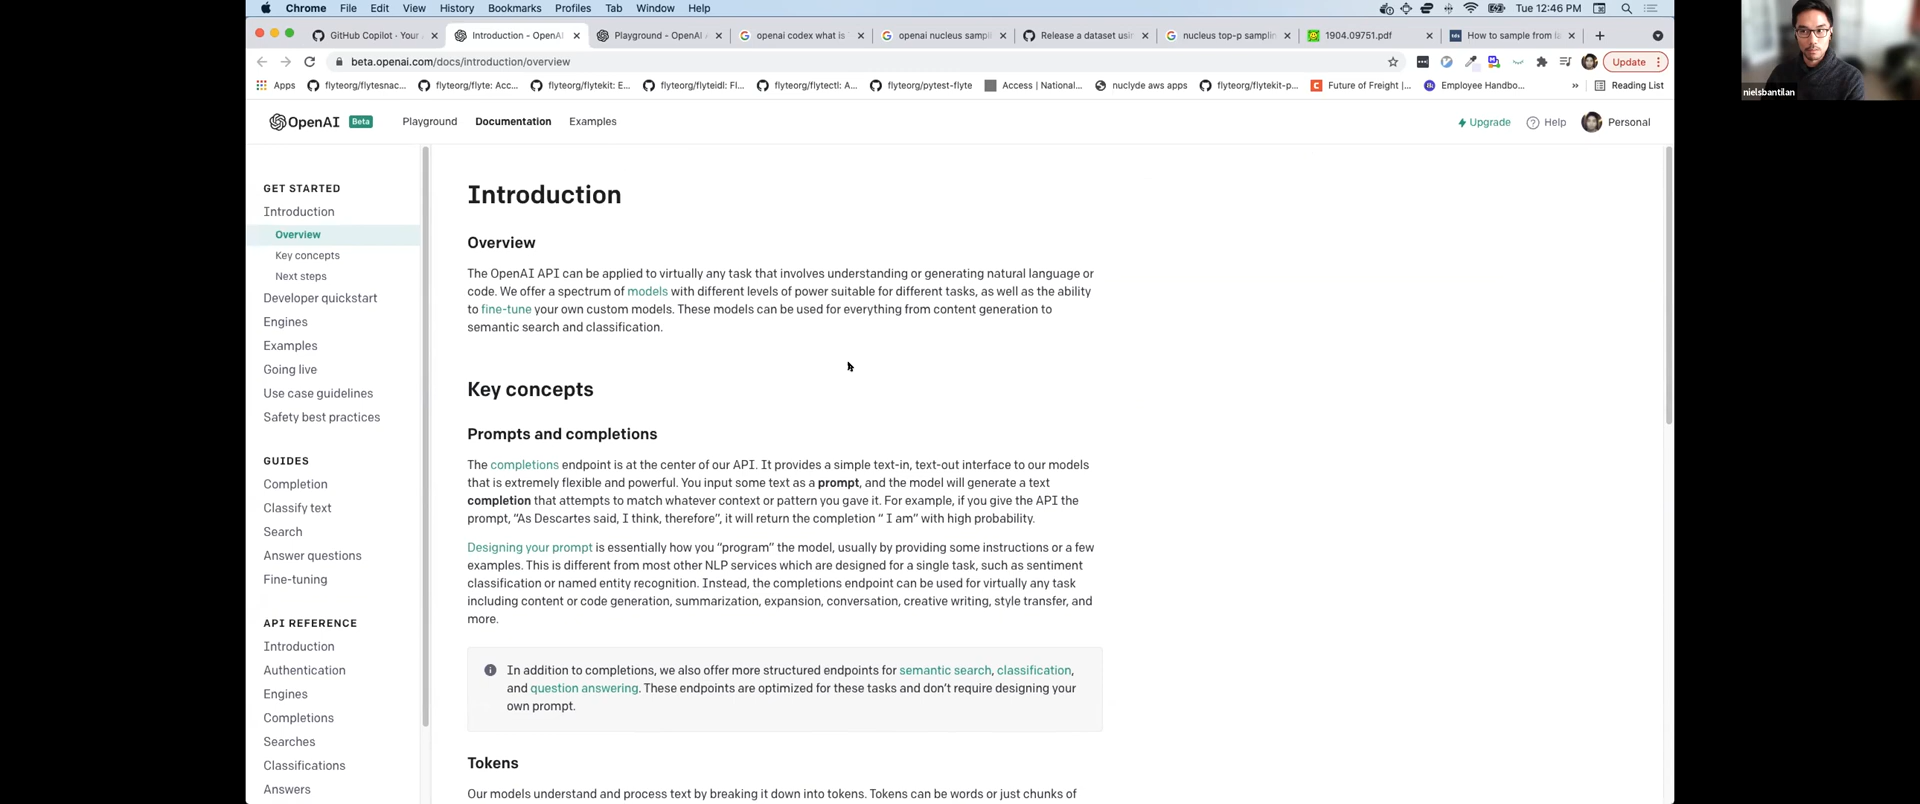 Chrome File Edit View History Bookmarks Profiles Tab Window Help Tue 12:46 PM
GitHub Copilot · Your Introduction - OpenAI Playground - OpenAI openai codex what is openai nucleus sampli Release a dataset usin nucleus top-p samplin 1904.09751.pdf How to sample from
beta.openai.com/docs/introduction/overview Update
Apps flyteorg/flytesnac... flyteorg/flyte: Acc... flyteorg/flytekit: E... flyteorg/flyteidl: Fl... flyteorg/flytectl: A... flyteorg/pytest-flyte Access | National... nuclyde aws apps flyteorg/flytekit-p... Future of Freight |... Employee Handbo... » Reading List
nielsbantilan
OpenAI Beta Playground Documentation Examples Upgrade Help Personal
GET STARTED
Introduction
Overview
Key concepts
Next steps
Developer quickstart
Engines
Examples
Going live
Use case guidelines
Safety best practices
GUIDES
Completion
Classify text
Search
Answer questions
Fine-tuning
API REFERENCE
Introduction
Authentication
Engines
Completions
Searches
Classifications
Answers
Introduction
Overview
The OpenAI API can be applied to virtually any task that involves understanding or generating natural language or
code. We offer a spectrum of models with different levels of power suitable for different tasks, as well as the ability
to fine-tune your own custom models. These models can be used for everything from content generation to
semantic search and classification.
Key concepts
Prompts and completions
The completions endpoint is at the center of our API. It provides a simple text-in, text-out interface to our models
that is extremely flexible and powerful. You input some text as a prompt, and the model will generate a text
completion that attempts to match whatever context or pattern you gave it. For example, if you give the API the
prompt, “As Descartes said, I think, therefore”, it will return the completion “ I am” with high probability.
Designing your prompt is essentially how you “program” the model, usually by providing some instructions or a few
examples. This is different from most other NLP services which are designed for a single task, such as sentiment
classification or named entity recognition. Instead, the completions endpoint can be used for virtually any task
including content or code generation, summarization, expansion, conversation, creative writing, style transfer, and
more.
In addition to completions, we also offer more structured endpoints for semantic search, classification,
and question answering. These endpoints are optimized for these tasks and don’t require designing your
own prompt.
Tokens
Our models understand and process text by breaking it down into tokens. Tokens can be words or just chunks of